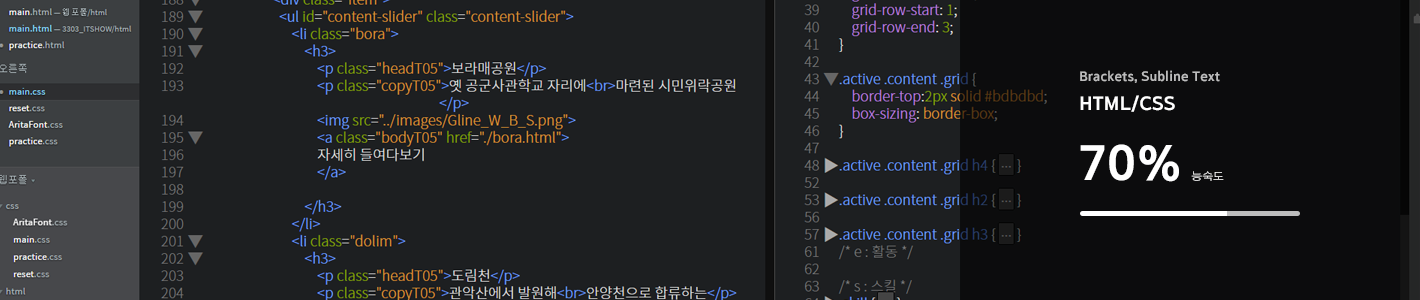 main.html — 웹 포폴/html
main.html — 3303_ITSHOW/html
practice.html
오른쪽
main.css
reset.css
AritaFont.css
practice.css
웹포폴
css
AritaFont.css
main.css
practice.css
reset.css
html
188 <div class="item">
189 <ul id="content-slider" class="content-slider">
190 <li class="bora">
191 <h3>
192 <p class="headT05">보라매공원</p>
193 <p class="copyT05">옛 공군사관학교 자리에<br>마련된 시민위락공원
</p>
194 <img src="../images/Gline_W_B_S.png">
195 <a class="bodyT05" href="./bora.html">
196 자세히 들여다보기
197 </a>
198
199 </h3>
200 </li>
201 <li class="dolim">
202 <h3>
203 <p class="headT05">도림천</p>
204 <p class="copyT05">관악산에서 발원해<br>안양천으로 합류하는</p>
39 grid-row-start: 1;
40 grid-row-end: 3;
41 }
42
43 .active .content .grid {
44 border-top:2px solid #bdbdbd;
45 box-sizing: border-box;
46 }
47
48 .active .content .grid h4 { ... }
52
53 .active .content .grid h2 { ... }
56
57 .active .content .grid h3 { ... }
61 /* e : 활동 */
62
63 /* s : 스킬 */
Brackets, Subline Text
HTML/CSS
70% 능숙도